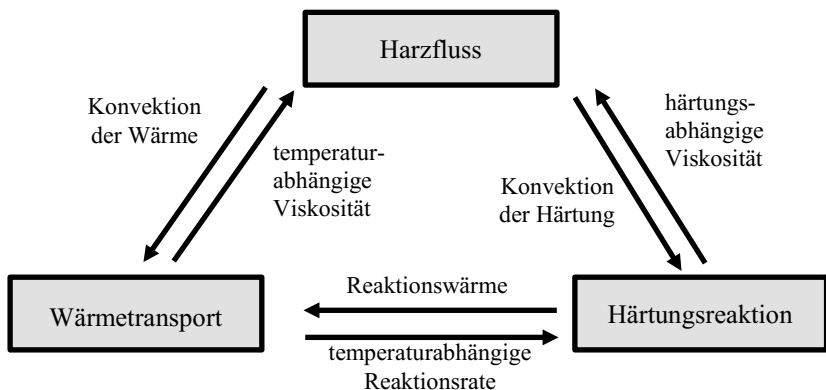 Harzfluss
Konvektion
der Wärme
härtungs-
abhängige
Viskosität
temperatur-
abhängige
Viskosität
Konvektion
der Härtung
Wärmetransport
Reaktionswärme
temperaturabhängige
Reaktionsrate
Härtungsreaktion